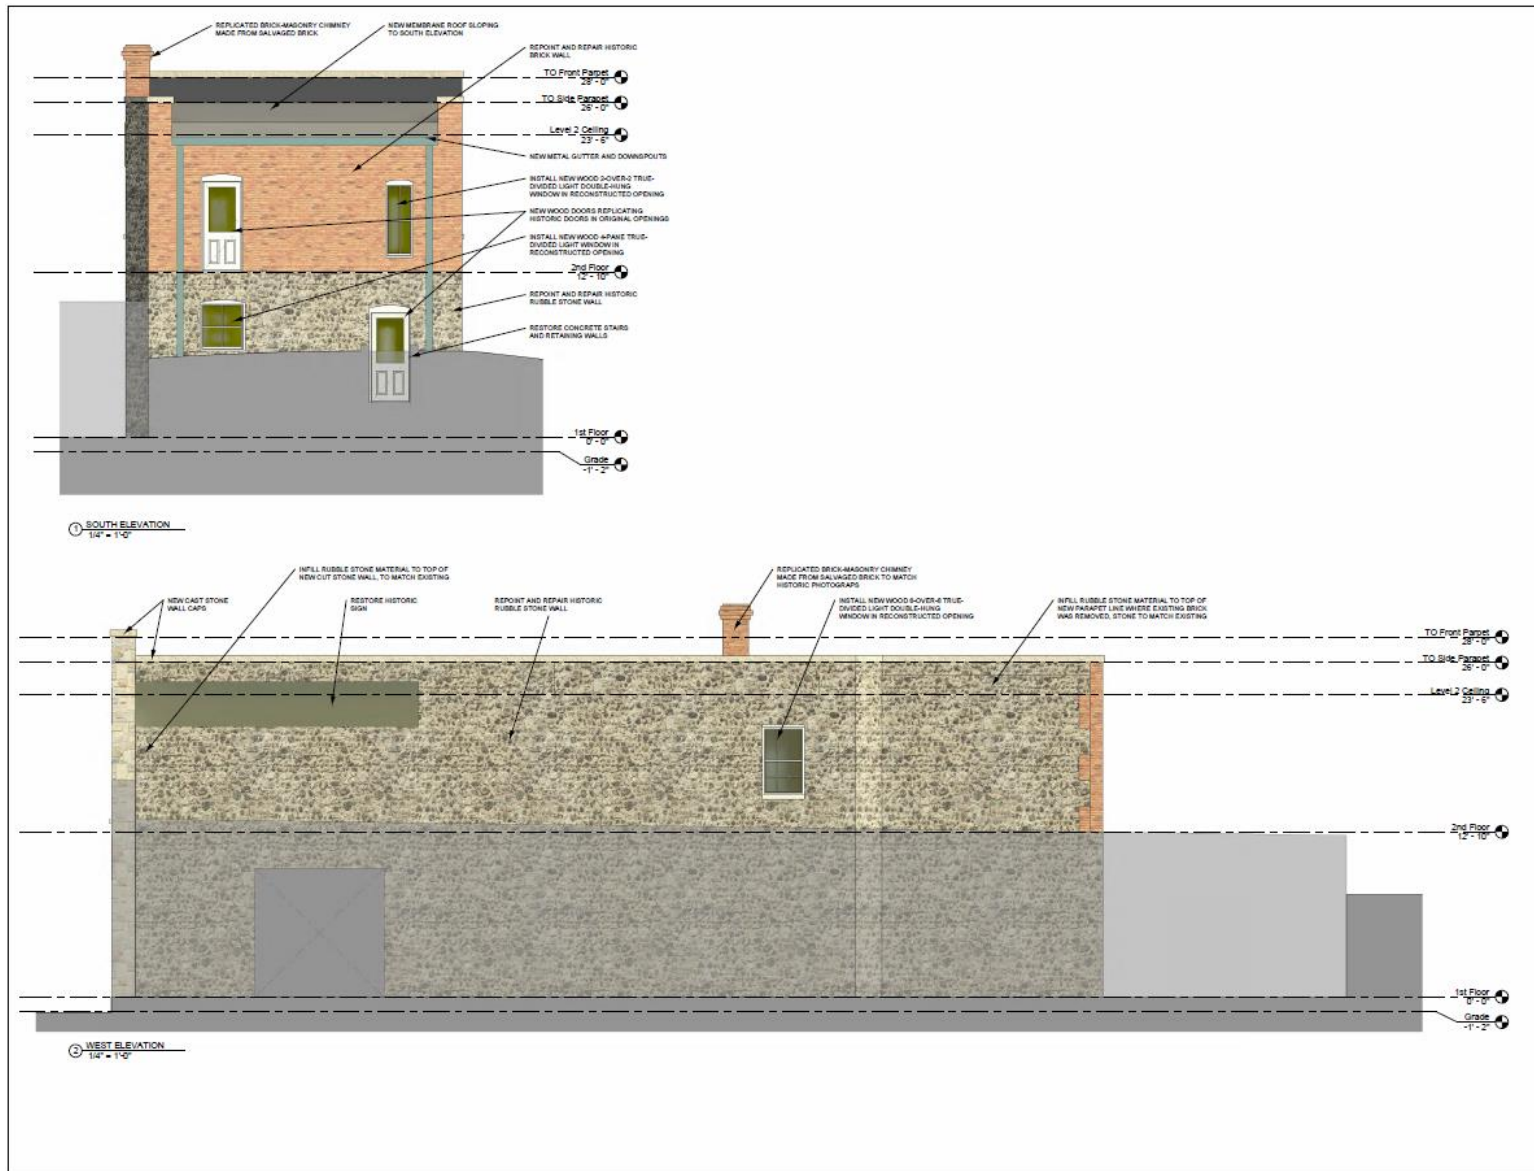 REPLICATED BRICK-MASONRY CHIMNEY
MADE FROM SALVAGED BRICK
NEW MEMBRANE ROOF SLOPING
TO SOUTH ELEVATION
REPOINT AND REPAIR HISTORIC
BRICK WALL
TO Front Parpet
28' - 0"
TO Side Parapet
26' - 0"
Level 2 Ceiling
23' - 6"
NEW METAL GUTTER AND DOWNSPOUTS
INSTALL NEW WOOD 2-OVER-2 TRUE-
DIVIDED LIGHT DOUBLE-HUNG
WINDOW IN RECONSTRUCTED OPENING
NEW WOOD DOORS REPLICATING
HISTORIC DOORS IN ORIGINAL OPENINGS
INSTALL NEW WOOD 4-PANE TRUE-
DIVIDED LIGHT WINDOW IN
RECONSTRUCTED OPENING
2nd Floor
12' - 10"
REPOINT AND REPAIR HISTORIC
RUBBLE STONE WALL
RESTORE CONCRETE STAIRS
AND RETAINING WALLS
1st Floor
0' - 0"
Grade
-1' - 2"
1 SOUTH ELEVATION
1/4" = 1'-0"
INFILL RUBBLE STONE MATERIAL TO TOP OF
NEW CUT STONE WALL, TO MATCH EXISTING
NEW CAST STONE
WALL CAPS
RESTORE HISTORIC
SIGN
REPOINT AND REPAIR HISTORIC
RUBBLE STONE WALL
REPLICATED BRICK-MASONRY CHIMNEY
MADE FROM SALVAGED BRICK TO MATCH
HISTORIC PHOTOGRAPS
INSTALL NEW WOOD 6-OVER-6 TRUE-
DIVIDED LIGHT DOUBLE-HUNG
WINDOW IN RECONSTRUCTED OPENING
INFILL RUBBLE STONE MATERIAL TO TOP OF
NEW PARAPET LINE WHERE EXISTING BRICK
WAS REMOVED, STONE TO MATCH EXISTING
TO Front Parpet
28' - 0"
TO Side Parapet
26' - 0"
Level 2 Ceiling
23' - 6"
2nd Floor
12' - 10"
1st Floor
0' - 0"
Grade
-1' - 2"
2 WEST ELEVATION
1/4" = 1'-0"